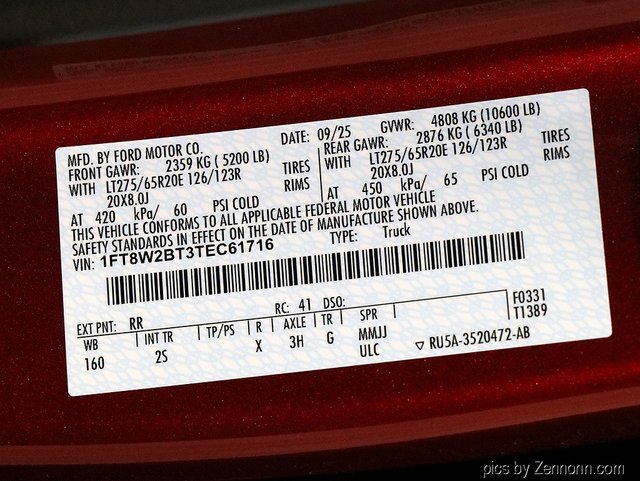 MFD. BY FORD MOTOR CO. DATE: 09/25 GVWR: 4808 KG (10600 LB)
FRONT GAWR: 2359 KG ( 5200 LB) REAR GAWR: 2876 KG ( 6340 LB)
WITH LT275/65R20E 126/123R TIRES WITH LT275/65R20E 126/123R TIRES
20X8.0J RIMS 20X8.0J RIMS
AT 420 kPa/ 60 PSI COLD AT 450 kPa/ 65 PSI COLD
THIS VEHICLE CONFORMS TO ALL APPLICABLE FEDERAL MOTOR VEHICLE
SAFETY STANDARDS IN EFFECT ON THE DATE OF MANUFACTURE SHOWN ABOVE.
VIN: 1FT8W2BT3TEC61716 TYPE: Truck
EXT PNT: RR RC: 41 DSO:
WB INT TR TP/PS R AXLE TR SPR F0331
160 2S X 3H G MMJJ T1389
ULC RU5A-3520472-AB
pics by Zennonn.com